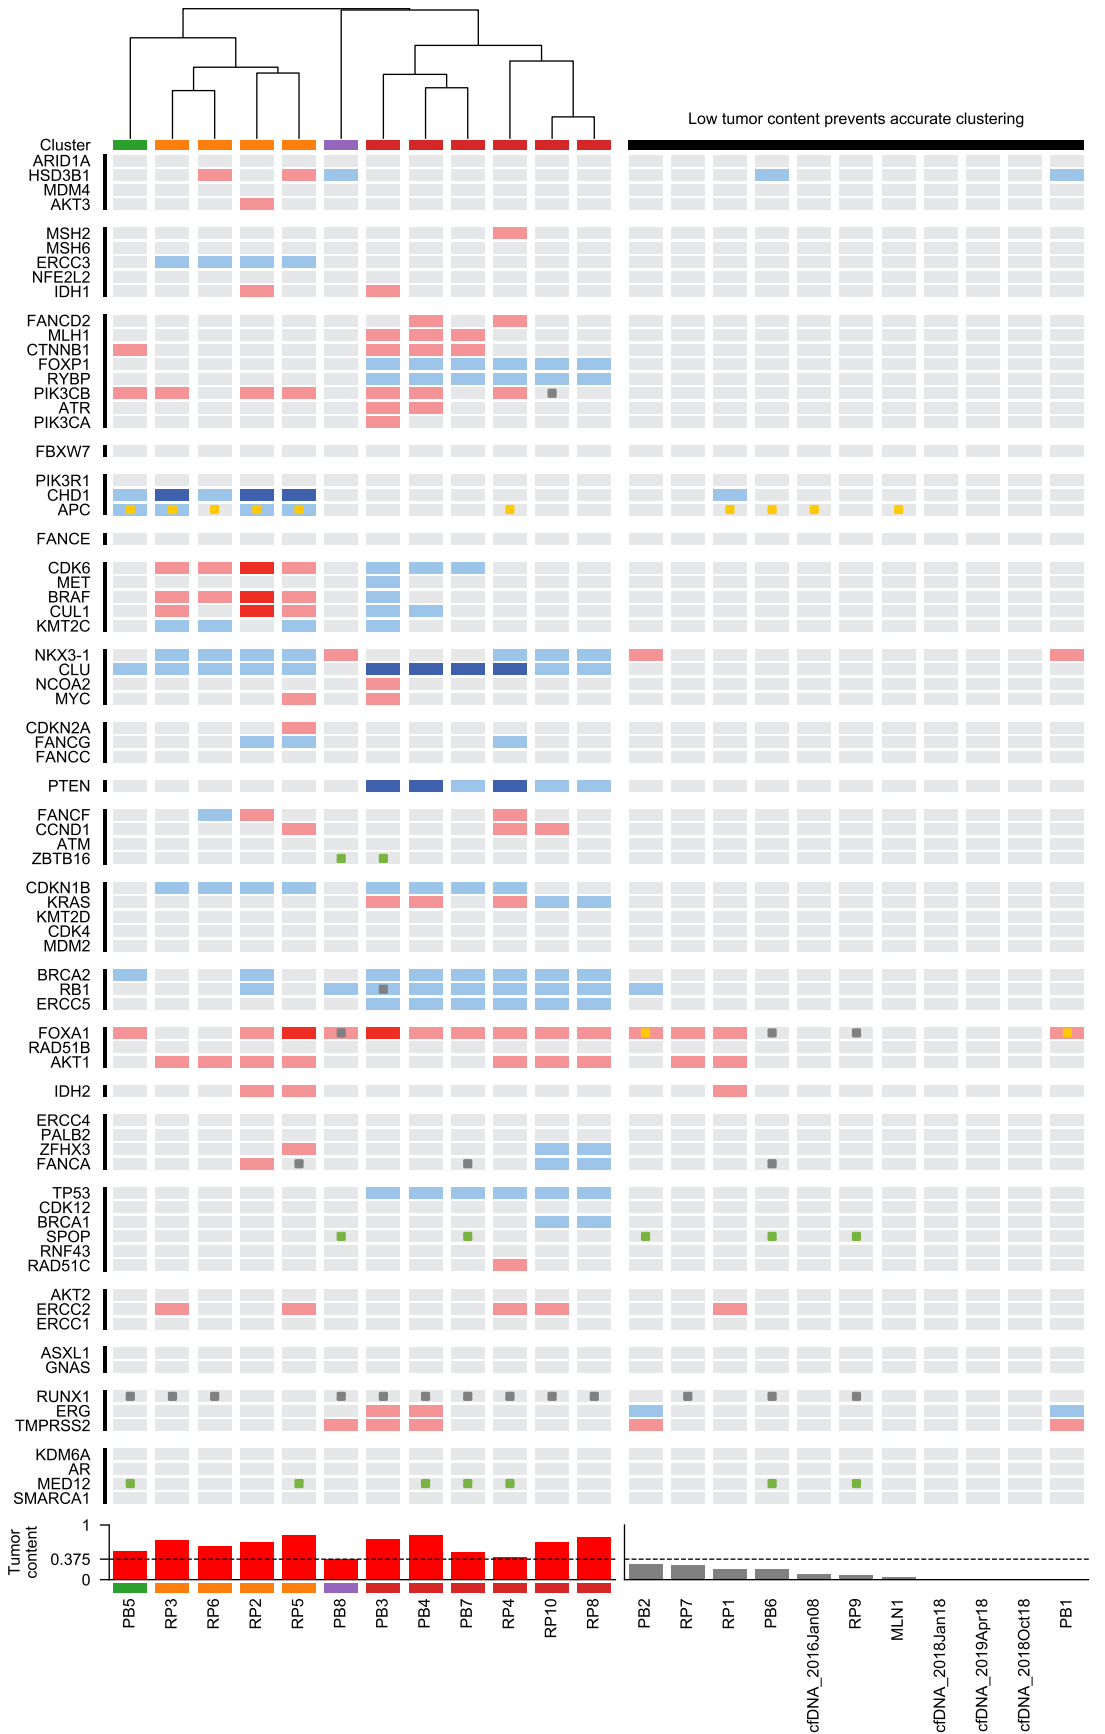 Low tumor content prevents accurate clustering
Cluster
ARID1A
HSD3B1
MDM4
AKT3
MSH2
MSH6
ERCC3
NFE2L2
IDH1
FANCD2
MLH1
CTNNB1
FOXP1
RYBP
PIK3CB
ATR
PIK3CA
FBXW7
PIK3R1
CHD1
APC
FANCE
CDK6
MET
BRAF
CUL1
KMT2C
NKX3-1
CLU
NCOA2
MYC
CDKN2A
FANCG
FANCC
PTEN
FANCF
CCND1
ATM
ZBTB16
CDKN1B
KRAS
KMT2D
CDK4
MDM2
BRCA2
RB1
ERCC5
FOXA1
RAD51B
AKT1
IDH2
ERCC4
PALB2
ZFHX3
FANCA
TP53
CDK12
BRCA1
SPOP
RNF43
RAD51C
AKT2
ERCC2
ERCC1
ASXL1
GNAS
RUNX1
ERG
TMPRSS2
KDM6A
AR
MED12
SMARCA1
Tumor
content
1
0.375
0
PB5
RP3
RP6
RP2
RP5
PB8
PB3
PB4
PB7
RP4
RP10
RP8
PB2
RP7
RP1
PB6
cfDNA_2016Jan08
RP9
MLN1
cfDNA_2018Jan18
cfDNA_2019Apr18
cfDNA_2018Oct18
PB1